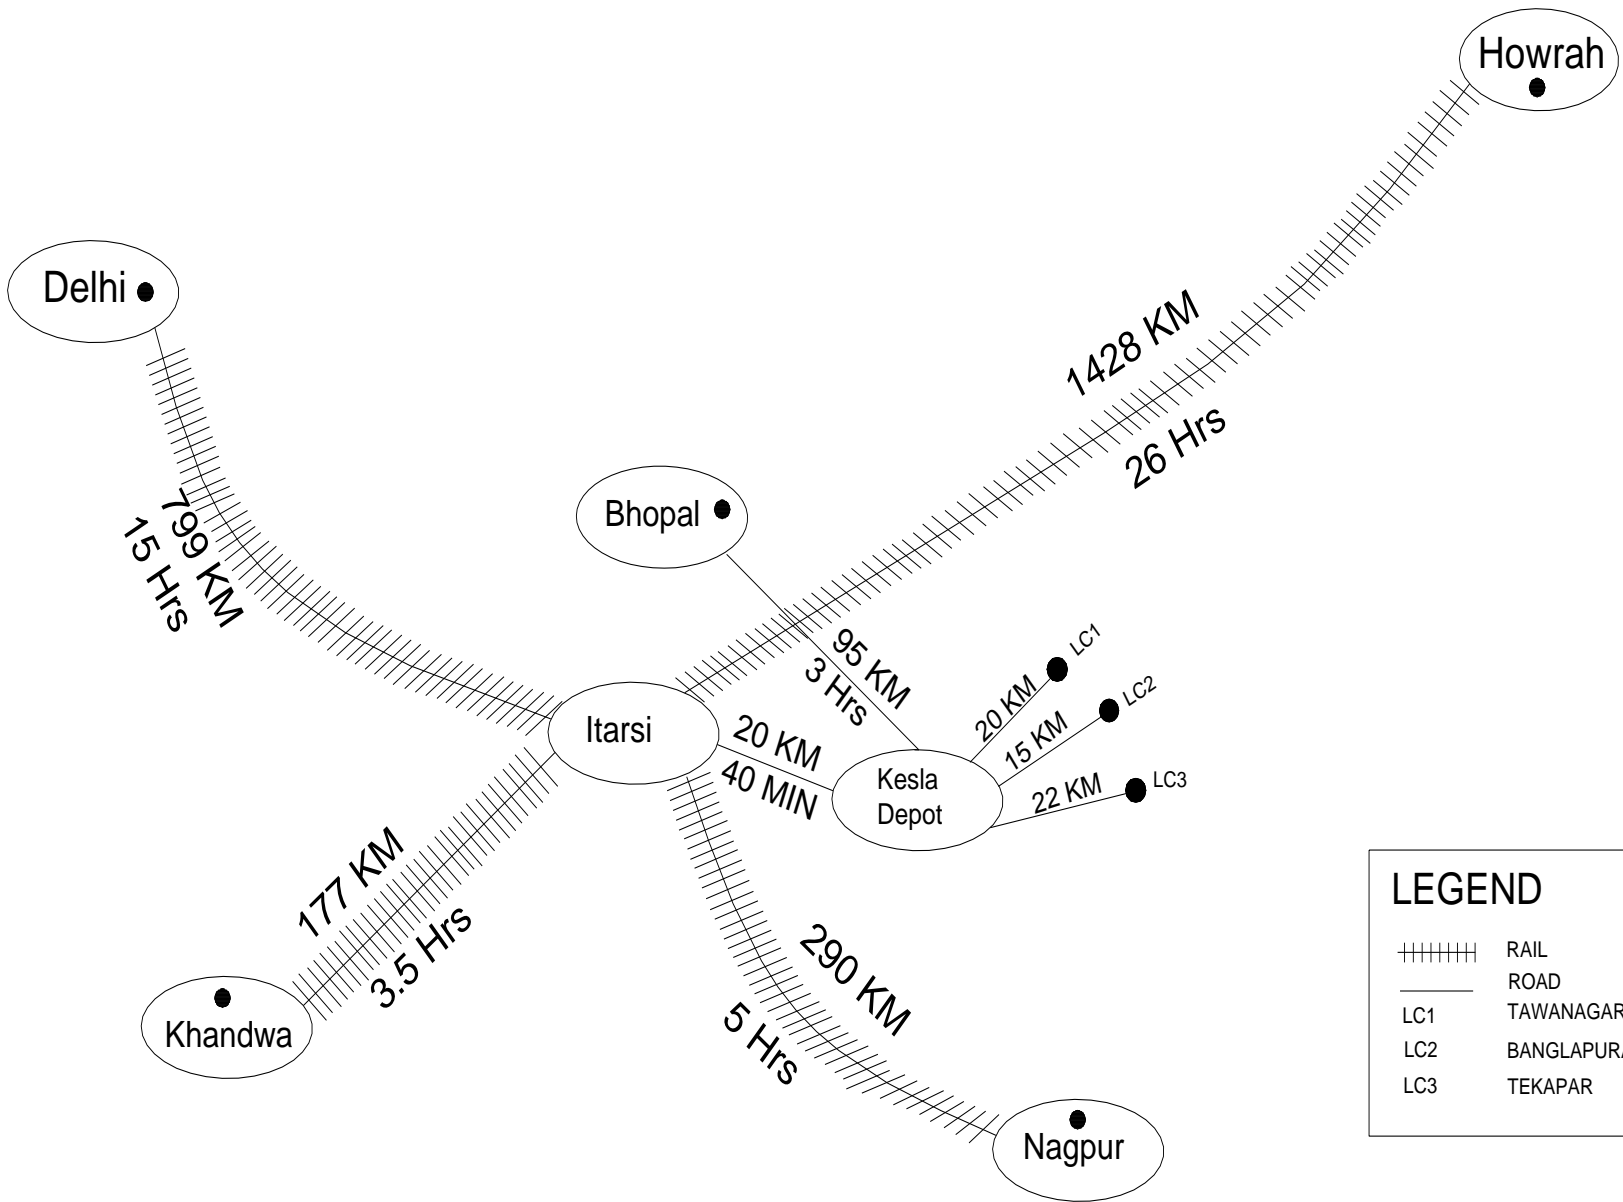 Howrah
Delhi
1428 KM
26 Hrs
799 KM
15 Hrs
Bhopal
95 KM
3 Hrs
LC1
20 KM
LC2
15 KM
LC3
22 KM
Itarsi
20 KM
40 MIN
Kesla
Depot
177 KM
3.5 Hrs
Khandwa
290 KM
5 Hrs
Nagpur
LEGEND
RAIL
ROAD
LC1 TAWANAGAR
LC2 BANGLAPURA
LC3 TEKAPAR